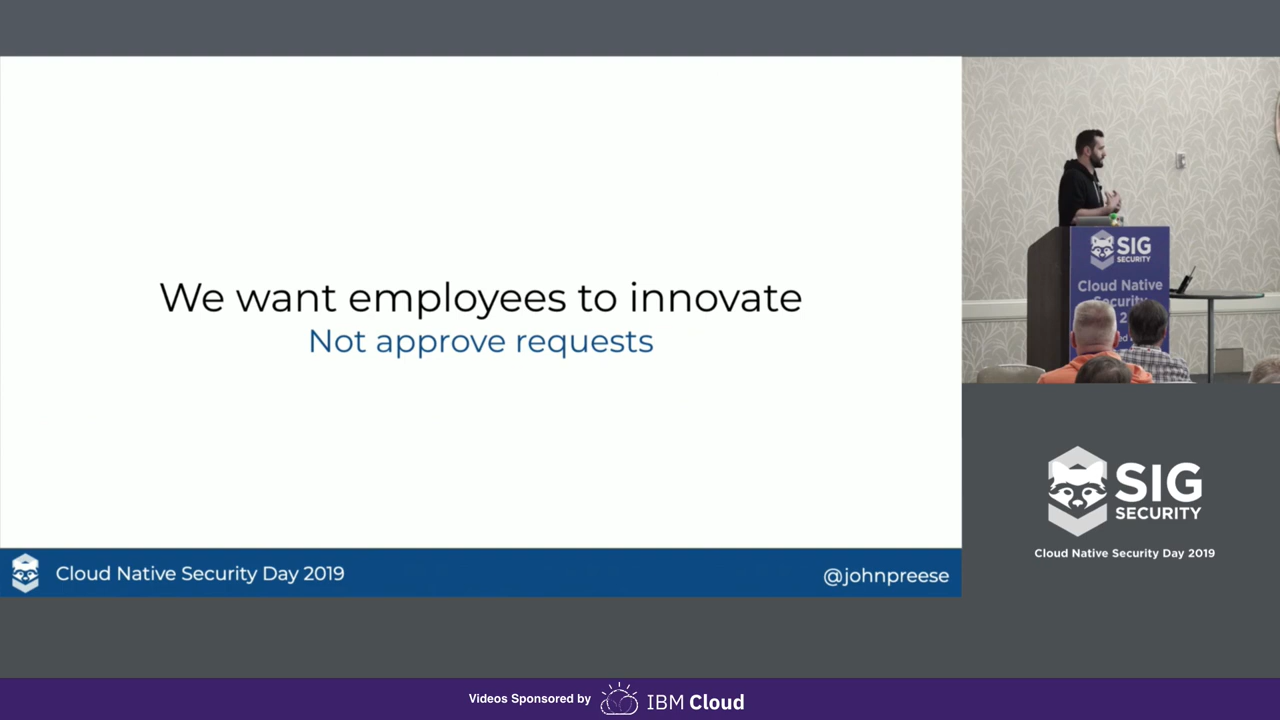 We want employees to innovate
Not approve requests
Cloud Native Security Day 2019
@johnpreese
SIG
SECURITY
Cloud Native
Security
SIG
SECURITY
Cloud Native Security Day 2019
Videos Sponsored by IBM Cloud